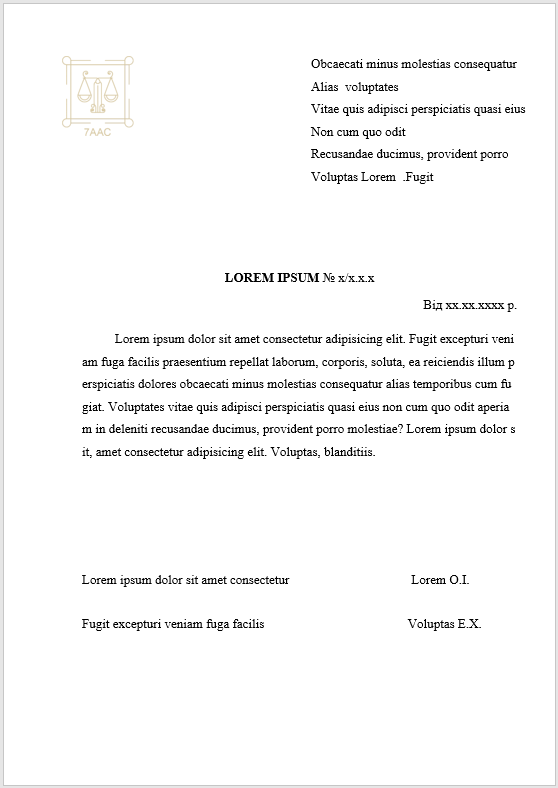 7AAC
Obcaecati minus molestias consequatur
Alias  voluptates
Vitae quis adipisci perspiciatis quasi eius
Non cum quo odit
Recusandae ducimus, provident porro
Voluptas Lorem  .Fugit
LOREM IPSUM № x/x.x.x
Від xx.xx.xxxx р.
Lorem ipsum dolor sit amet consectetur adipisicing elit. Fugit excepturi veni
am fuga facilis praesentium repellat laborum, corporis, soluta, ea reiciendis illum p
erspiciatis dolores obcaecati minus molestias consequatur alias temporibus cum fu
giat. Voluptates vitae quis adipisci perspiciatis quasi eius non cum quo odit aperia
m in deleniti recusandae ducimus, provident porro molestiae? Lorem ipsum dolor s
it, amet consectetur adipisicing elit. Voluptas, blanditiis.
Lorem ipsum dolor sit amet consectetur Lorem O.I.
Fugit excepturi veniam fuga facilis Voluptas E.X.